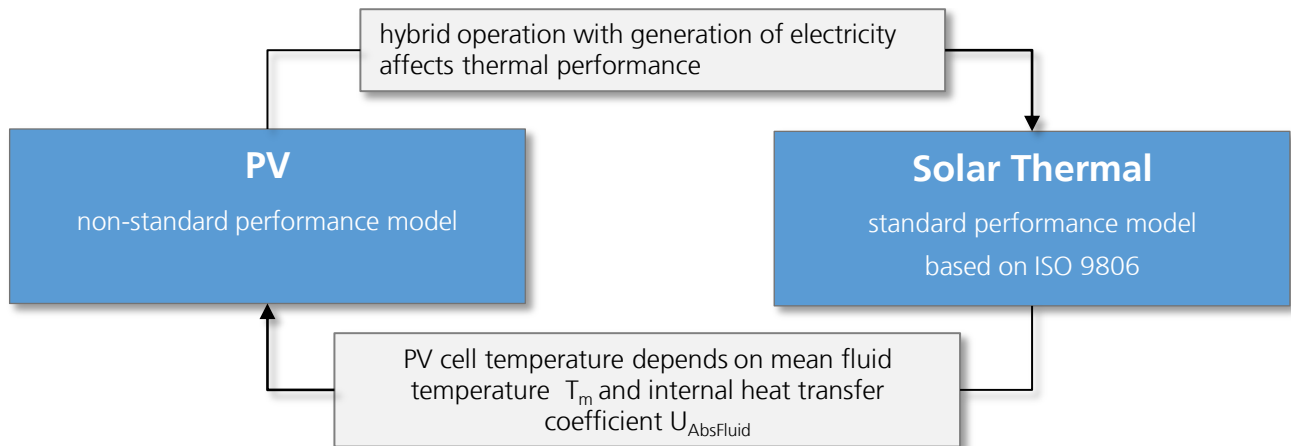 hybrid operation with generation of electricity
affects thermal performance
PV
non-standard performance model
Solar Thermal
standard performance model
based on ISO 9806
PV cell temperature depends on mean fluid
temperature Tₘ and internal heat transfer
coefficient U_AbsFluid